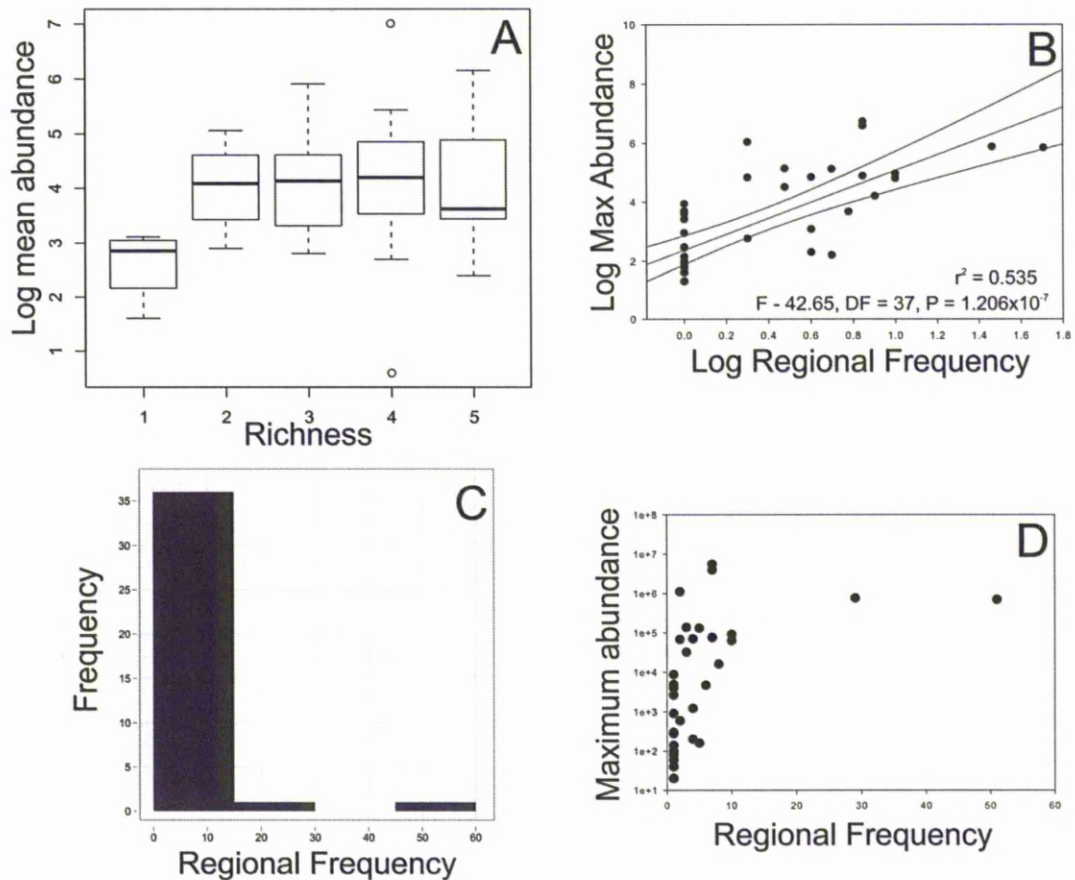 A
Log mean abundance
7
6
5
4
3
2
1
1 2 3 4 5
Richness
B
Log Max Abundance
10
8
6
4
2
0
r² = 0.535
F - 42.65, DF = 37, P = 1.206x10⁻⁷
0.0 0.2 0.4 0.6 0.8 1.0 1.2 1.4 1.6 1.8
Log Regional Frequency
C
Frequency
35
30
25
20
15
10
5
0
0 10 20 30 40 50 60
Regional Frequency
D
Maximum abundance
1e+8
1e+7
1e+6
1e+5
1e+4
1e+3
1e+2
1e+1
0 10 20 30 40 50 60
Regional Frequency